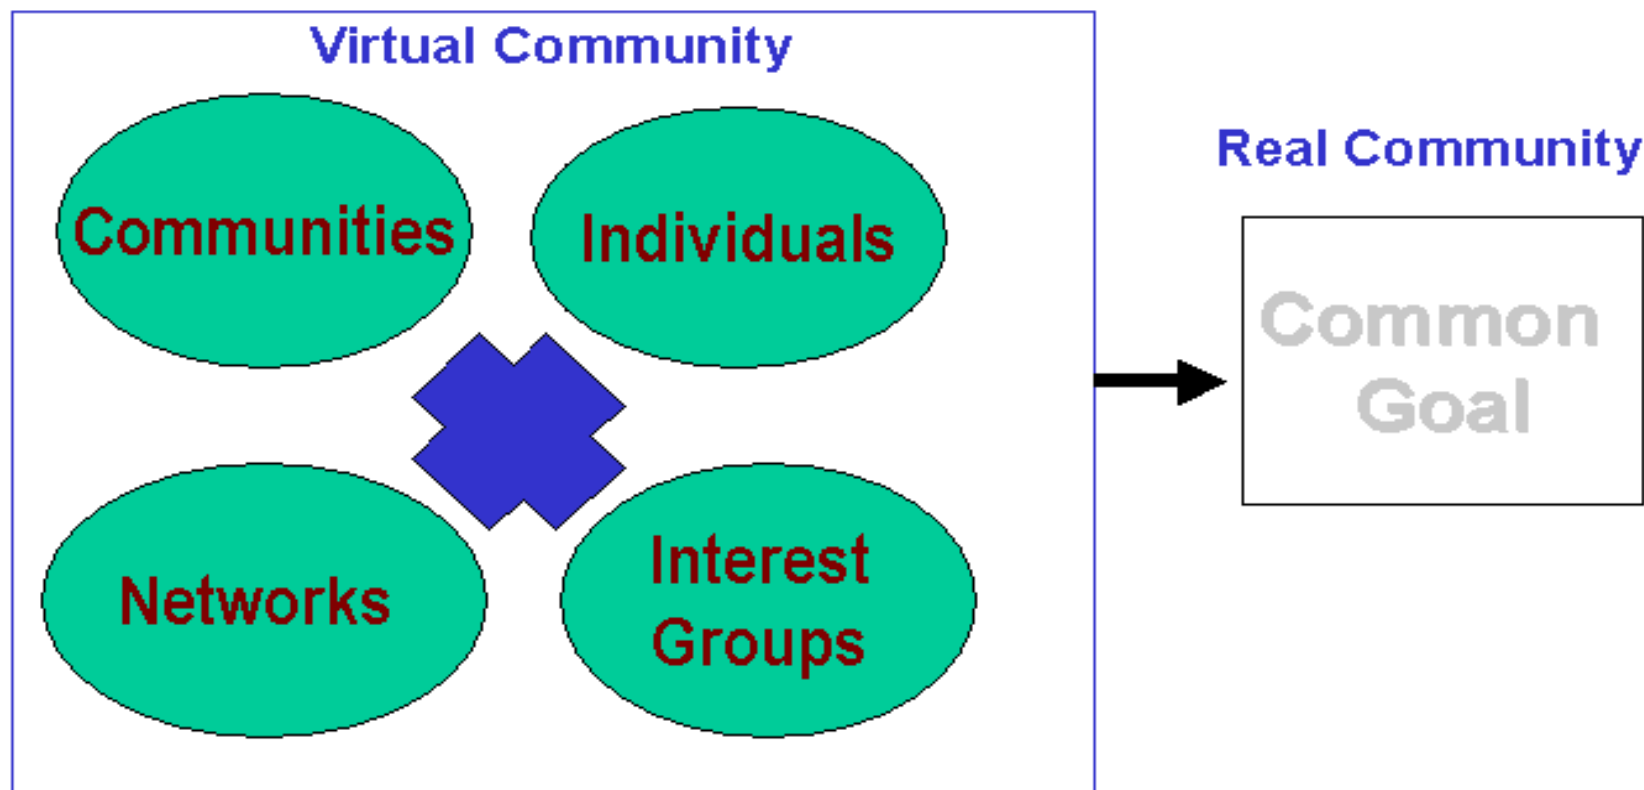 Virtual Community
Communities
Individuals
Networks
Interest
Groups
Real Community
Common
Goal